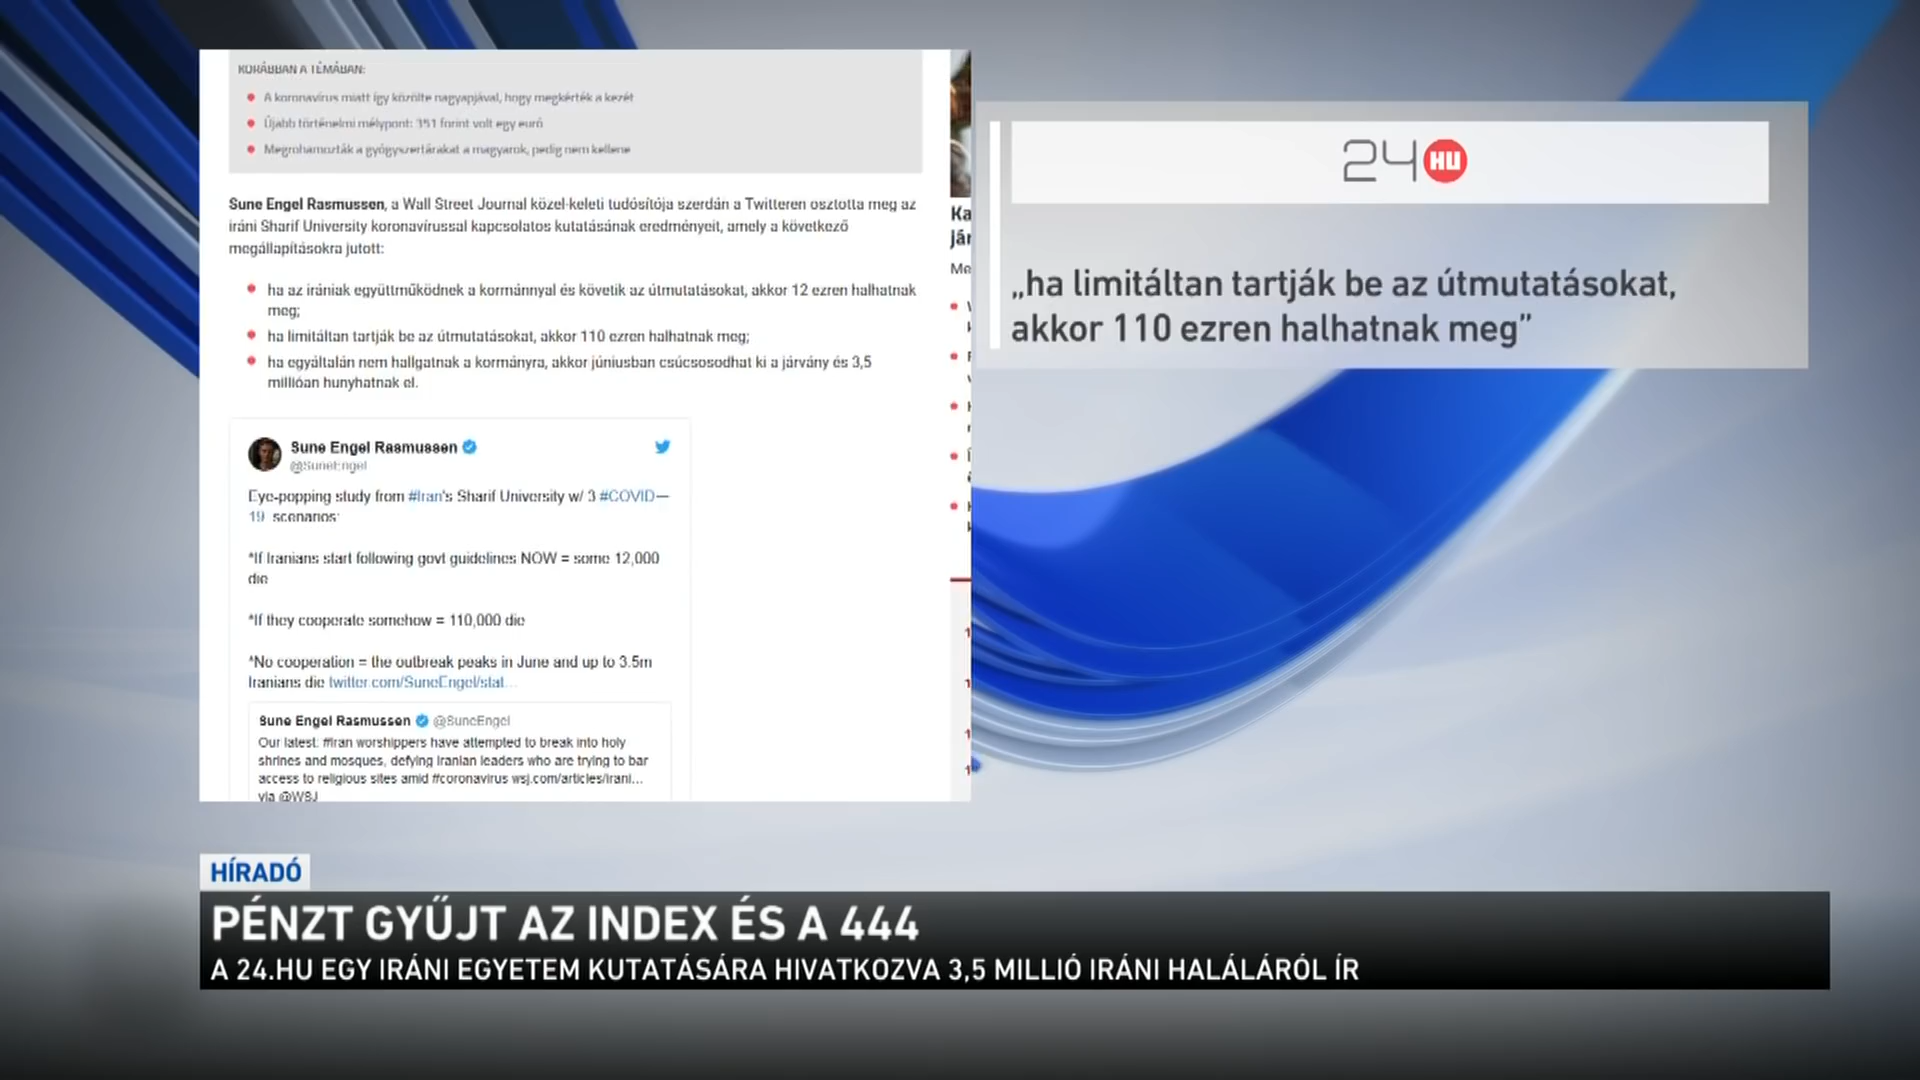 KORÁBBAN A TÉMÁBAN:
A koronavírus miatt így közölte nagyapjával, hogy megkérték a kezét
Újabb történelmi mélypont: 351 forint volt egy euró
Megrohamozták a gyógyszertárakat a magyarok, pedig nem kellene
Sune Engel Rasmussen, a Wall Street Journal közel-keleti tudósítója szerdán a Twitteren osztotta meg az
iráni Sharif University koronavírussal kapcsolatos kutatásának eredményeit, amely a következő
megállapításokra jutott:
ha az irániak együttműködnek a kormánnyal és követik az útmutatásokat, akkor 12 ezren halhatnak
meg;
ha limitáltan tartják be az útmutatásokat, akkor 110 ezren halhatnak meg;
ha egyáltalán nem hallgatnak a kormányra, akkor júniusban csúcsosodhat ki a járvány és 3,5
millióan hunyhatnak el.
Sune Engel Rasmussen
@SuneEngel
Eye-popping study from #Iran's Sharif University w/ 3 #COVID—
19 scenarios:
*If Iranians start following govt guidelines NOW = some 12,000
die
*If they cooperate somehow = 110,000 die
*No cooperation = the outbreak peaks in June and up to 3.5m
Iranians die twitter.com/SuneEngel/stat…
Sune Engel Rasmussen @SuneEngel
Our latest: #Iran worshippers have attempted to break into holy
shrines and mosques, defying Iranian leaders who are trying to bar
access to religious sites amid #coronavirus wsj.com/articles/irani…
via @WSJ
Ka
jár
Me
24 HU
„ha limitáltan tartják be az útmutatásokat,
akkor 110 ezren halhatnak meg”
HÍRADÓ
PÉNZT GYŰJT AZ INDEX ÉS A 444
A 24.HU EGY IRÁNI EGYETEM KUTATÁSÁRA HIVATKOZVA 3,5 MILLIÓ IRÁNI HALÁLÁRÓL ÍR